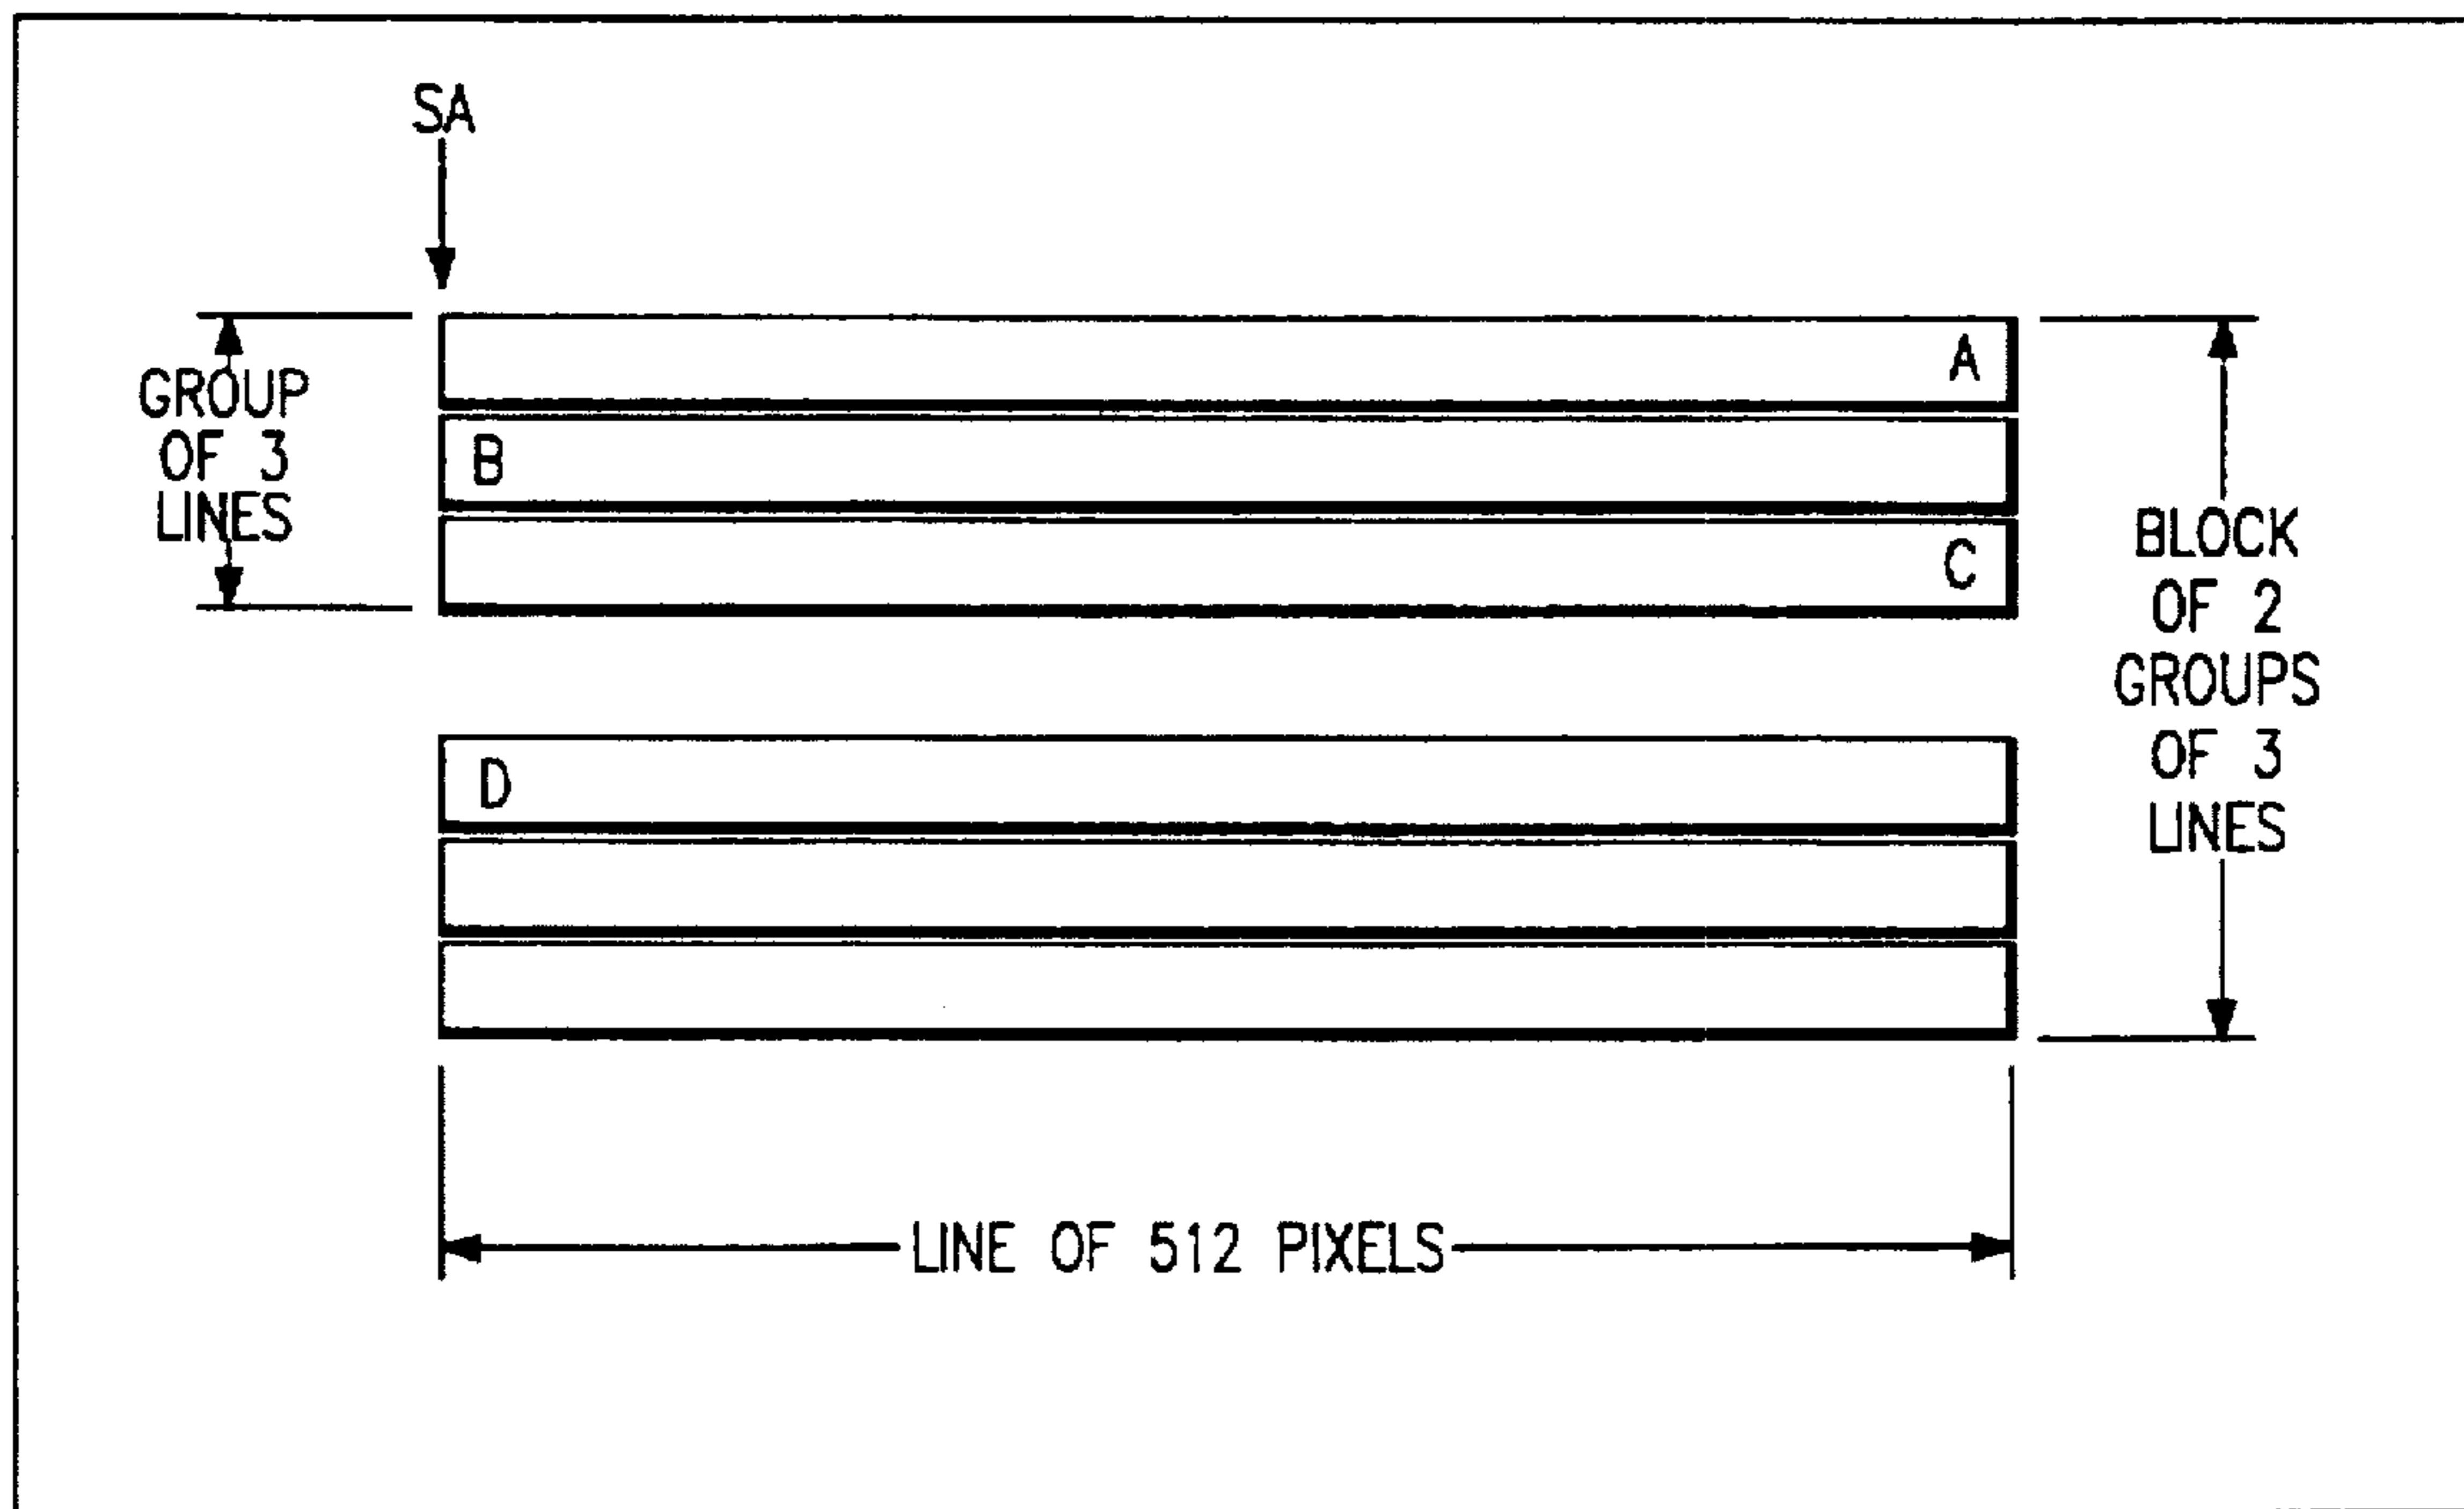 SA
GROUP
OF 3
LINES
A
B
C
D
BLOCK
OF 2
GROUPS
OF 3
LINES
LINE OF 512 PIXELS